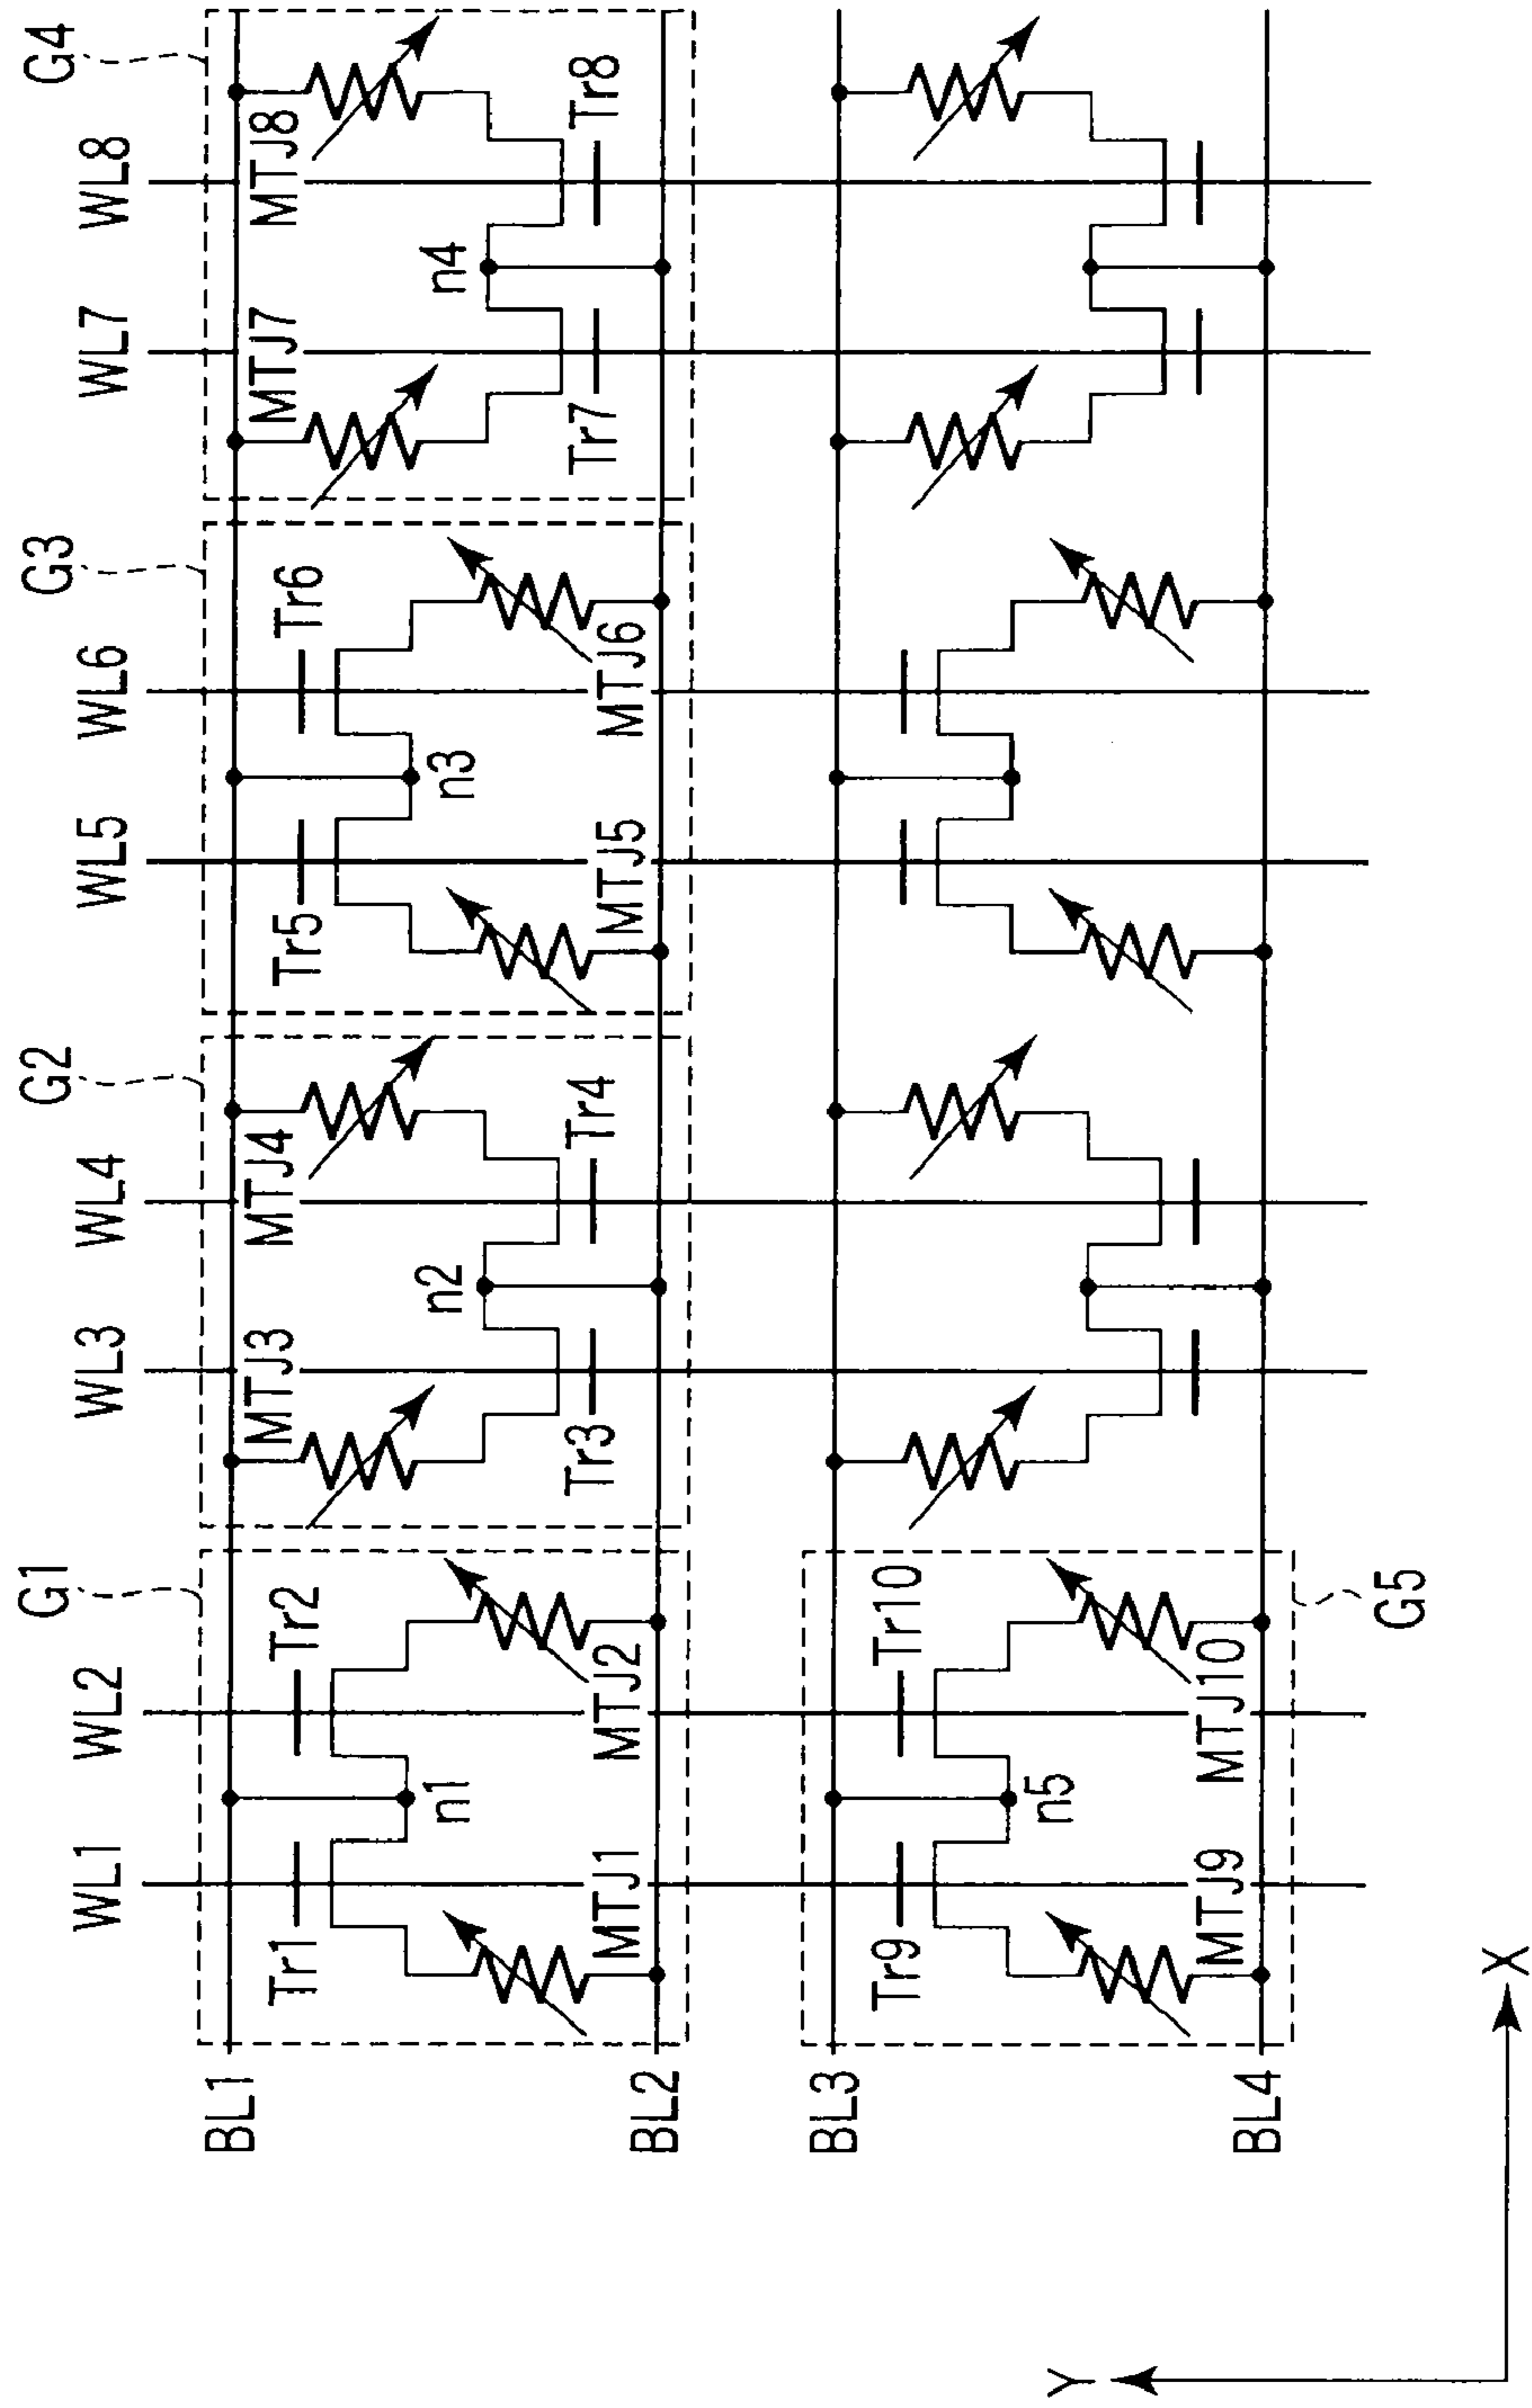 G1
G2
G3
G4
WL1
WL2
WL3
WL4
WL5
WL6
WL7
WL8
BL1
Tr1
Tr2
MTJ3
MTJ4
Tr5
Tr6
MTJ7
MTJ8
n1
n2
n3
n4
MTJ1
MTJ2
Tr3
Tr4
MTJ5
MTJ6
Tr7
Tr8
BL2
BL3
Tr9
Tr10
n5
MTJ9
MTJ10
BL4
G5
Y
X